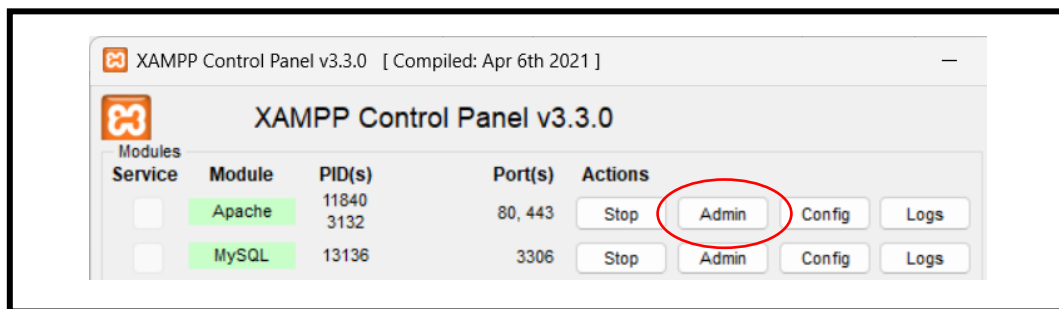 XAMPP Control Panel v3.3.0 [ Compiled: Apr 6th 2021 ]
XAMPP Control Panel v3.3.0
Modules
Service Module PID(s) Port(s) Actions
Apache 11840 3132 80, 443 Stop Admin Config Logs
MySQL 13136 3306 Stop Admin Config Logs